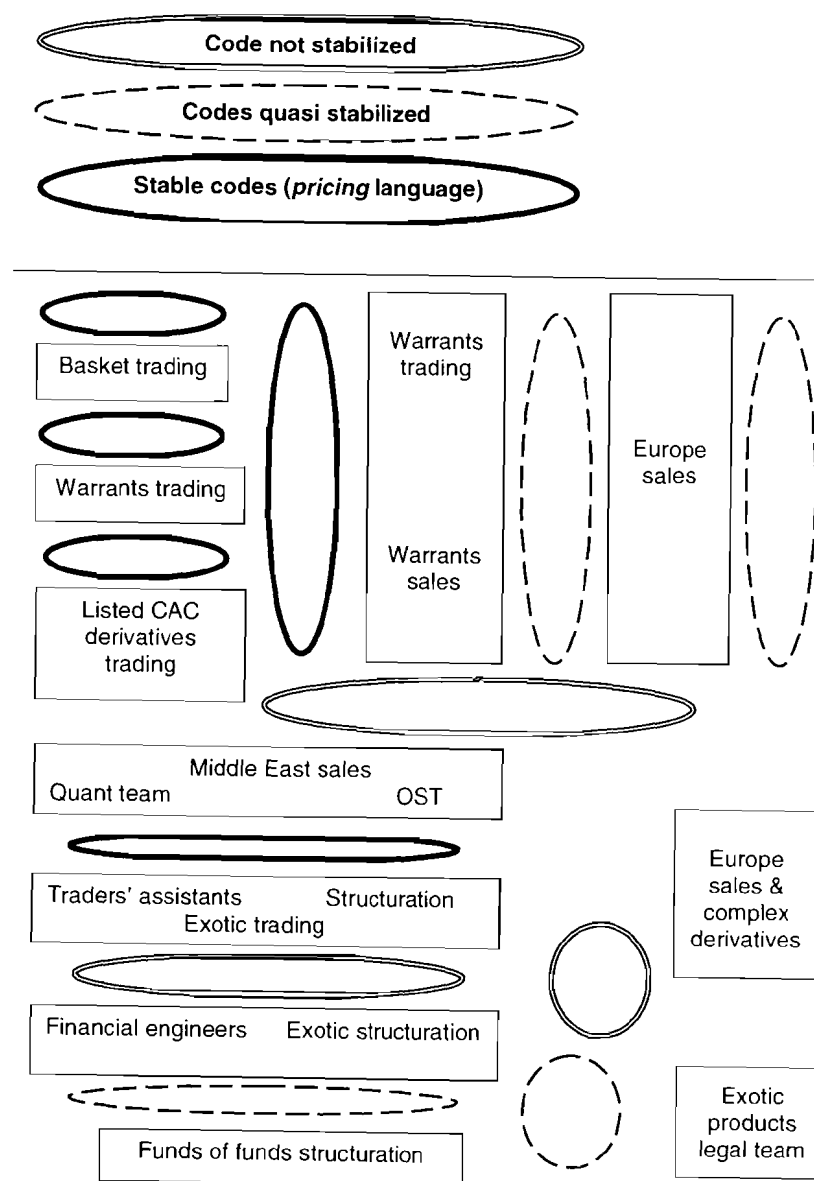 Code not stabilized
Codes quasi stabilized
Stable codes (pricing language)
Basket trading
Warrants trading
Listed CAC
derivatives
trading
Warrants
trading
Warrants
sales
Europe
sales
Middle East sales
Quant team OST
Traders' assistants Structuration
Exotic trading
Financial engineers Exotic structuration
Funds of funds structuration
Europe
sales &
complex
derivatives
Exotic
products
legal team